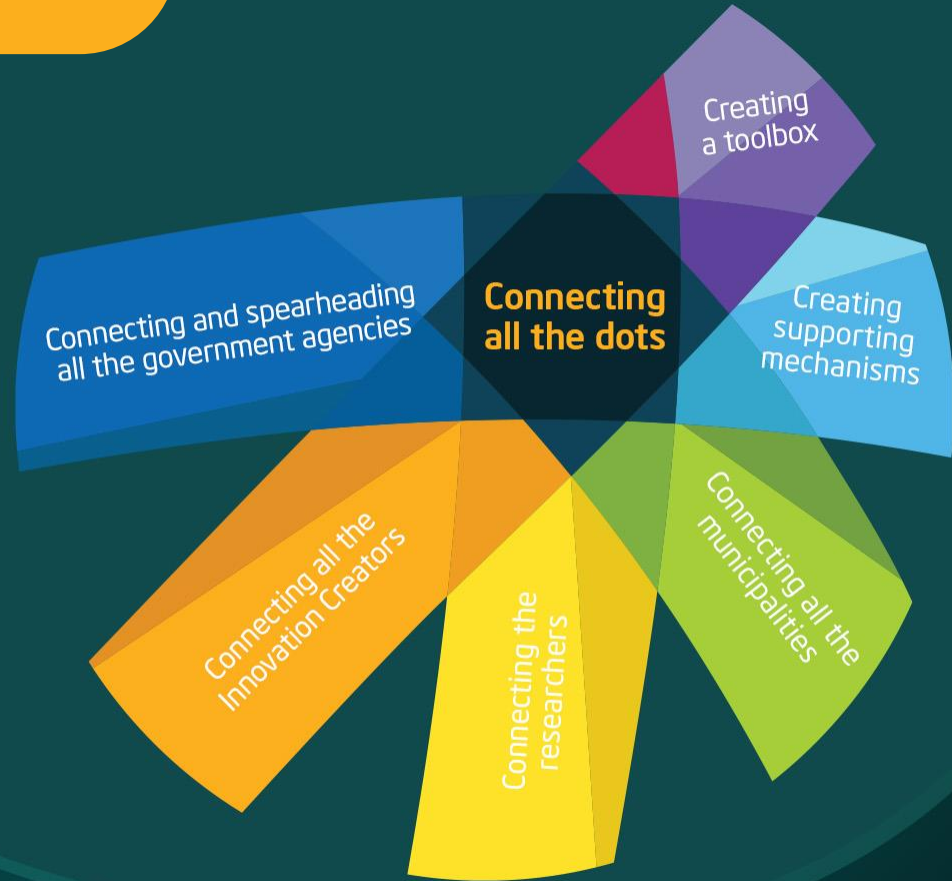 Creating
a toolbox
Connecting and spearheading
all the government agencies
Connecting
all the dots
Creating
supporting
mechanisms
Connecting all the
Innovation Creators
Connecting the
researchers
Connecting all the
municipalities